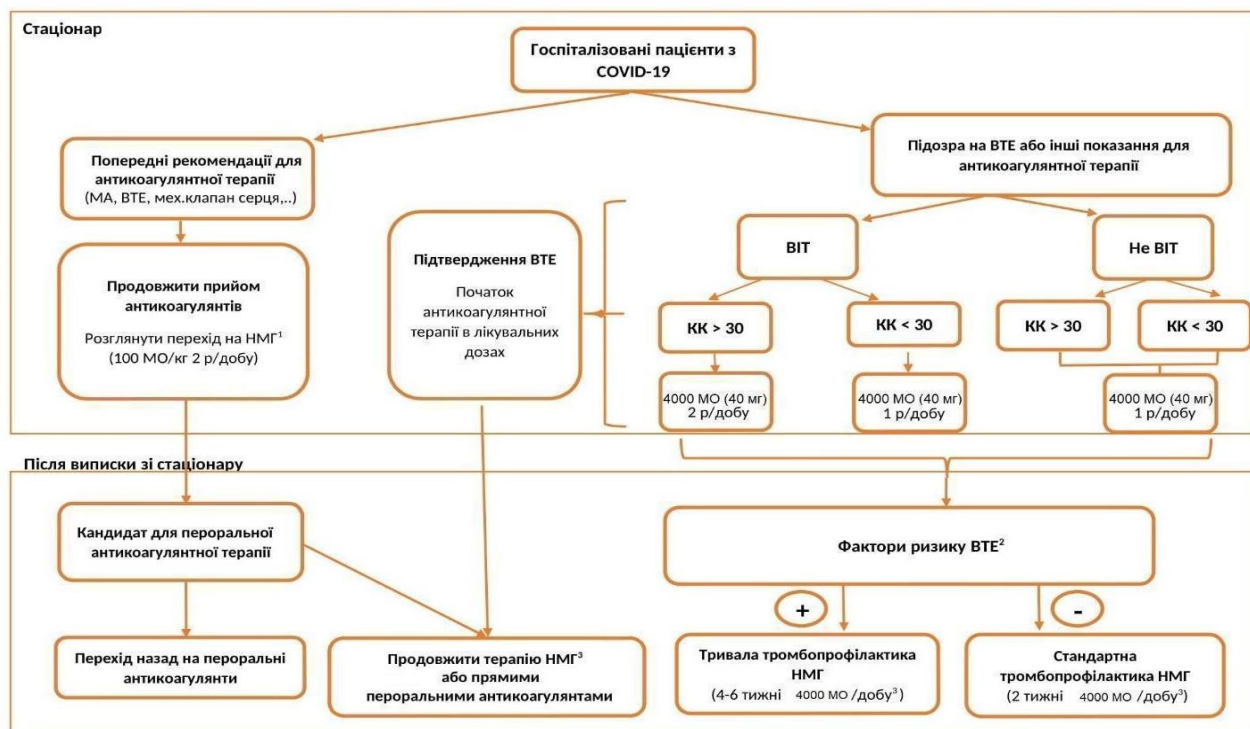 Стаціонар
Госпіталізовані пацієнти з
COVID-19
Попередні рекомендації для
антикоагулянтної терапії
(МА, ВТЕ, мех.клапан серця,..)
Підозра на ВТЕ або інші показання для
антикоагулянтної терапії
Продовжити прийом
антикоагулянтів
Розглянути перехід на НМГ¹
(100 МО/кг 2 р/добу)
Підтвердження ВТЕ
Початок
антикоагулянтної
терапії в лікувальних
дозах
ВІТ
Не ВІТ
КК > 30
КК < 30
КК > 30
КК < 30
4000 МО (40 мг)
2 р/добу
4000 МО (40 мг)
1 р/добу
4000 МО (40 мг)
1 р/добу
Після виписки зі стаціонару
Кандидат для пероральної
антикоагулянтної терапії
Фактори ризику ВТЕ²
+
-
Перехід назад на пероральні
антикоагулянти
Продовжити терапію НМГ³
або прямими
пероральними антикоагулянтами
Тривала тромбопрофілактика
НМГ
(4-6 тижні 4000 МО /добу³)
Стандартна
тромбопрофілактика НМГ
(2 тижні 4000 МО /добу³)